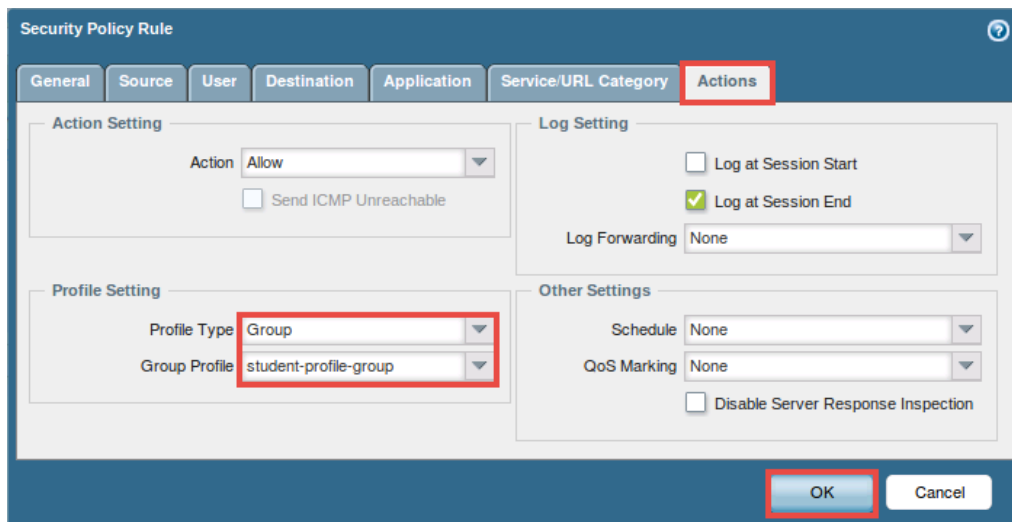 Security Policy Rule
General Source User Destination Application Service/URL Category Actions
Action Setting
Action Allow
Send ICMP Unreachable
Log Setting
Log at Session Start
Log at Session End
Log Forwarding None
Profile Setting
Profile Type Group
Group Profile student-profile-group
Other Settings
Schedule None
QoS Marking None
Disable Server Response Inspection
OK Cancel